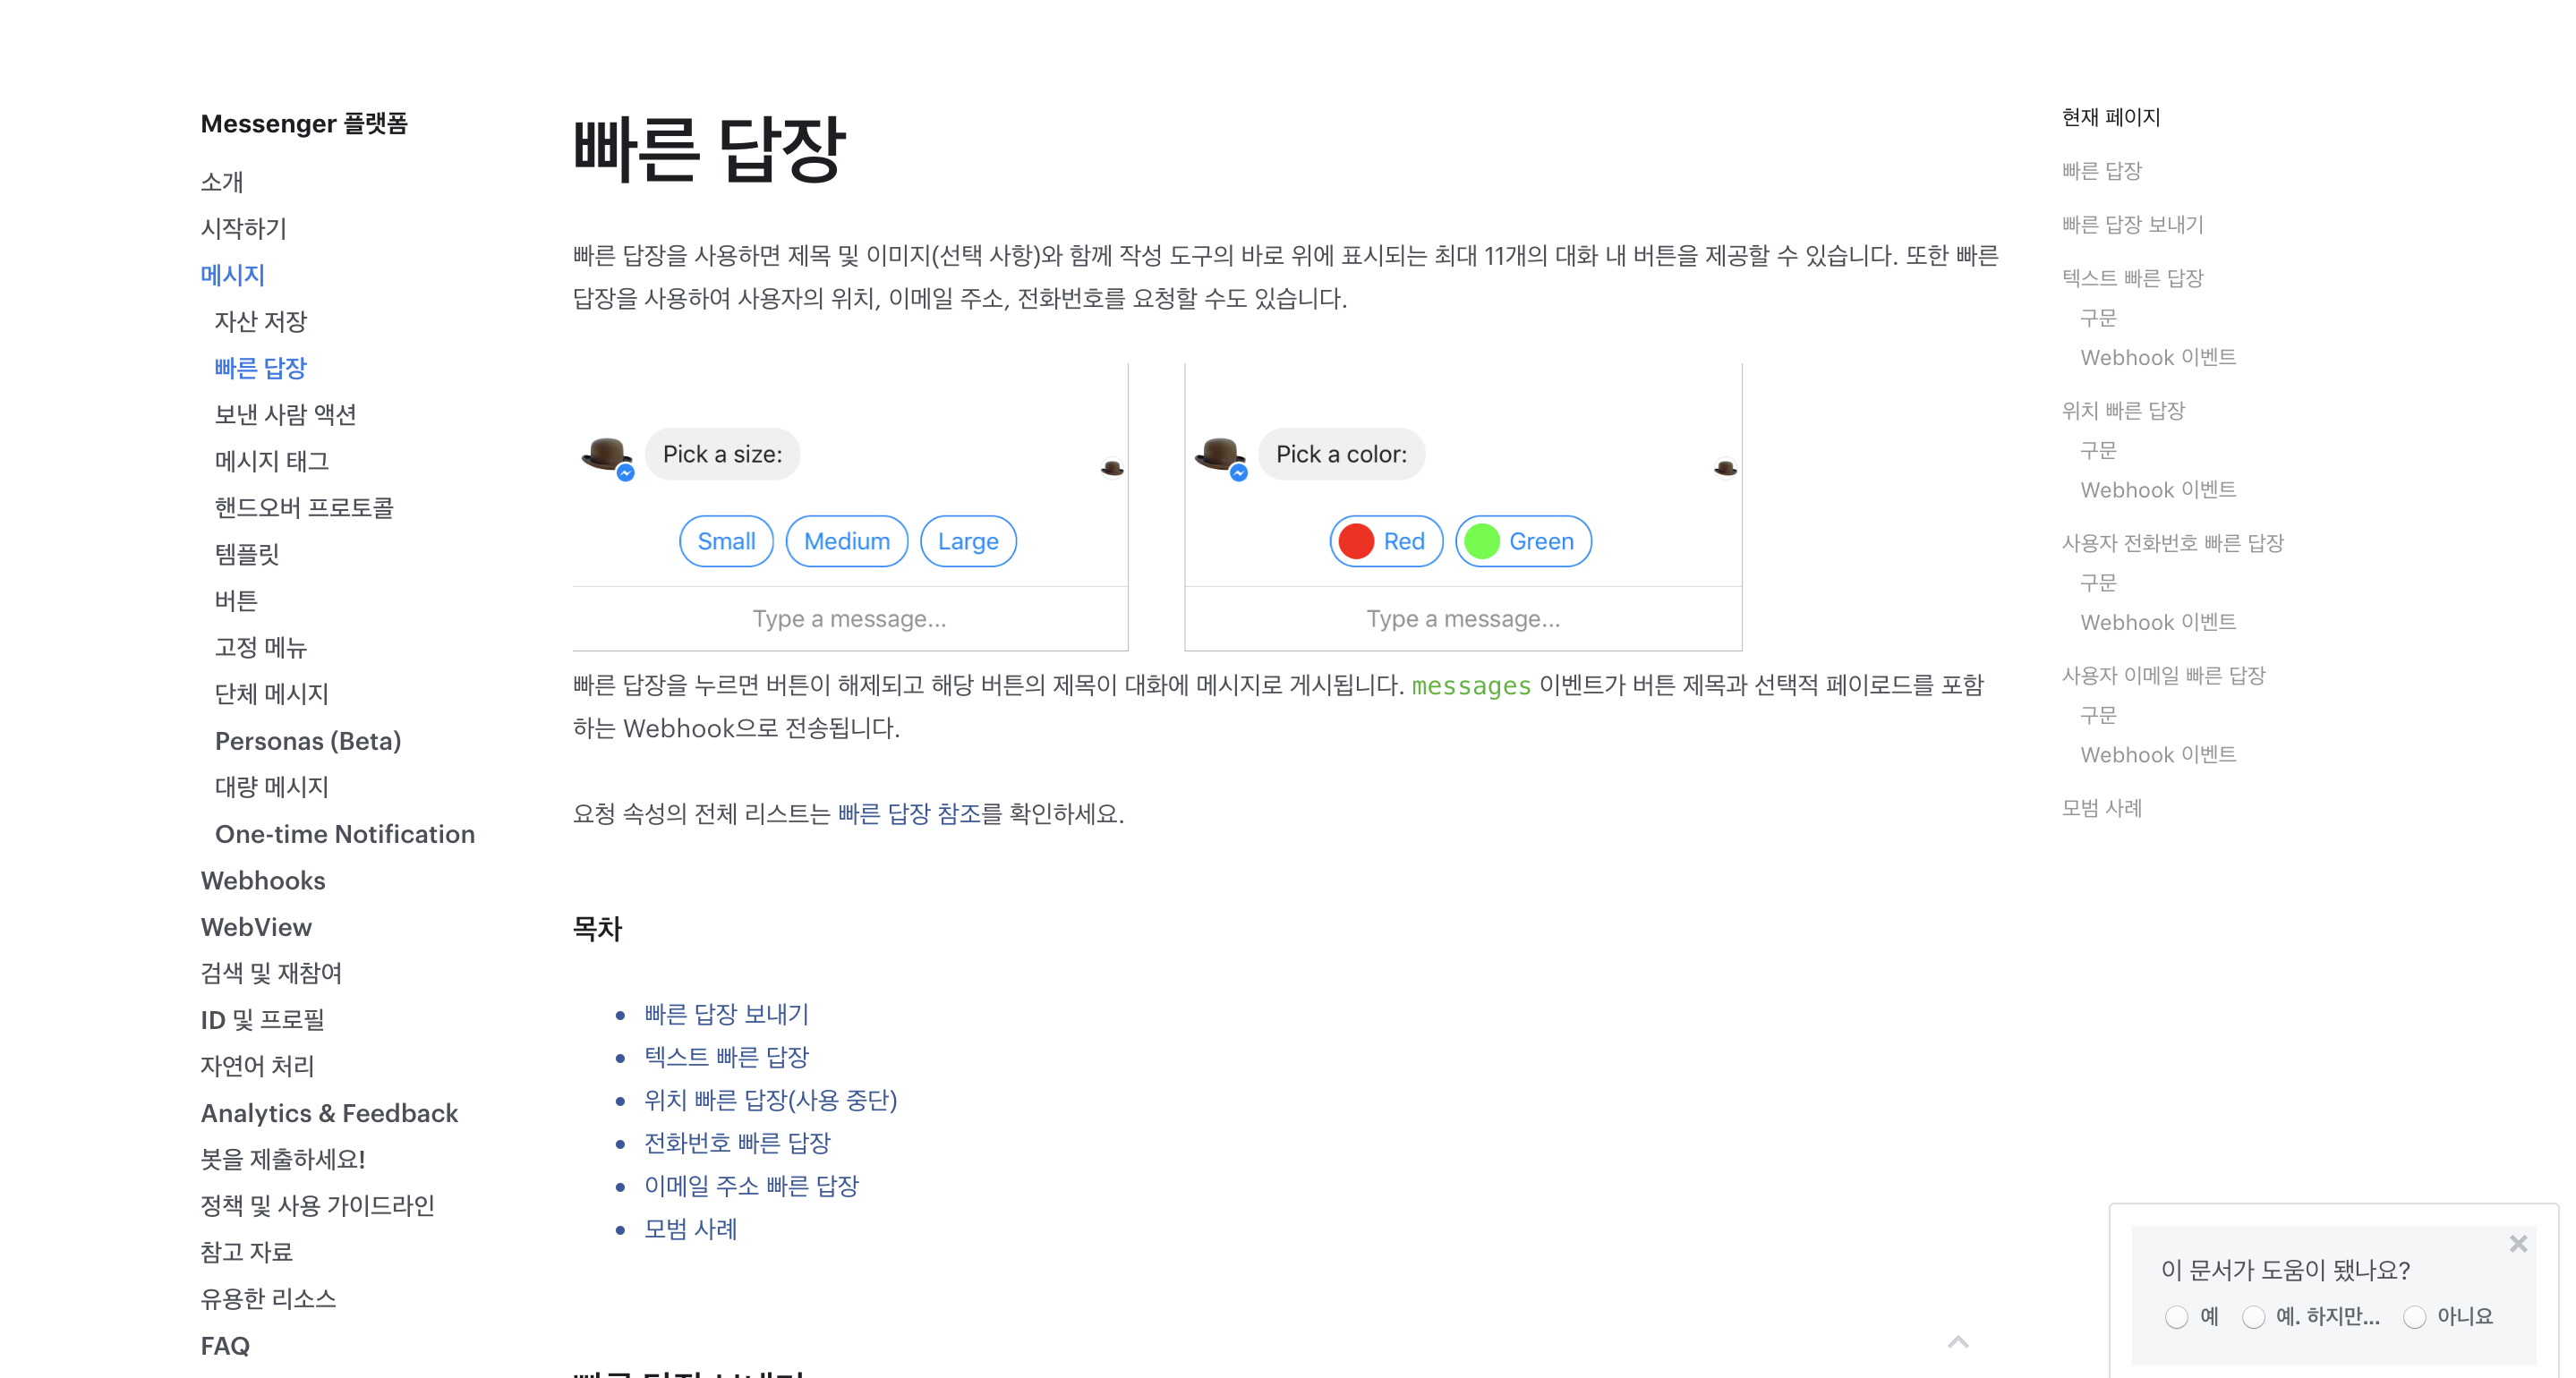 Messenger 플랫폼
소개
시작하기
메시지
자산 저장
빠른 답장
보낸 사람 액션
메시지 태그
핸드오버 프로토콜
템플릿
버튼
고정 메뉴
단체 메시지
Personas (Beta)
대량 메시지
One-time Notification
Webhooks
WebView
검색 및 재참여
ID 및 프로필
자연어 처리
Analytics & Feedback
봇을 제출하세요!
정책 및 사용 가이드라인
참고 자료
유용한 리소스
FAQ
빠른 답장
빠른 답장을 사용하면 제목 및 이미지(선택 사항)와 함께 작성 도구의 바로 위에 표시되는 최대 11개의 대화 내 버튼을 제공할 수 있습니다. 또한 빠른
답장을 사용하여 사용자의 위치, 이메일 주소, 전화번호를 요청할 수도 있습니다.
Pick a size:
Small Medium Large
Type a message...
Pick a color:
Red Green
Type a message...
빠른 답장을 누르면 버튼이 해제되고 해당 버튼의 제목이 대화에 메시지로 게시됩니다. messages 이벤트가 버튼 제목과 선택적 페이로드를 포함
하는 Webhook으로 전송됩니다.
요청 속성의 전체 리스트는 빠른 답장 참조를 확인하세요.
목차
빠른 답장 보내기
텍스트 빠른 답장
위치 빠른 답장(사용 중단)
전화번호 빠른 답장
이메일 주소 빠른 답장
모범 사례
빠른 답장 보내기
현재 페이지
빠른 답장
빠른 답장 보내기
텍스트 빠른 답장
구문
Webhook 이벤트
위치 빠른 답장
구문
Webhook 이벤트
사용자 전화번호 빠른 답장
구문
Webhook 이벤트
사용자 이메일 빠른 답장
구문
Webhook 이벤트
모범 사례
이 문서가 도움이 됐나요?
예 예. 하지만... 아니요